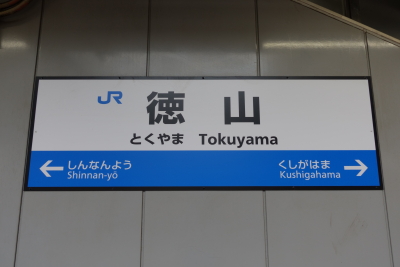 JR 徳山
とくやま Tokuyama
← しんなんよう くしがはま →
Shinnan-yō Kushigahama